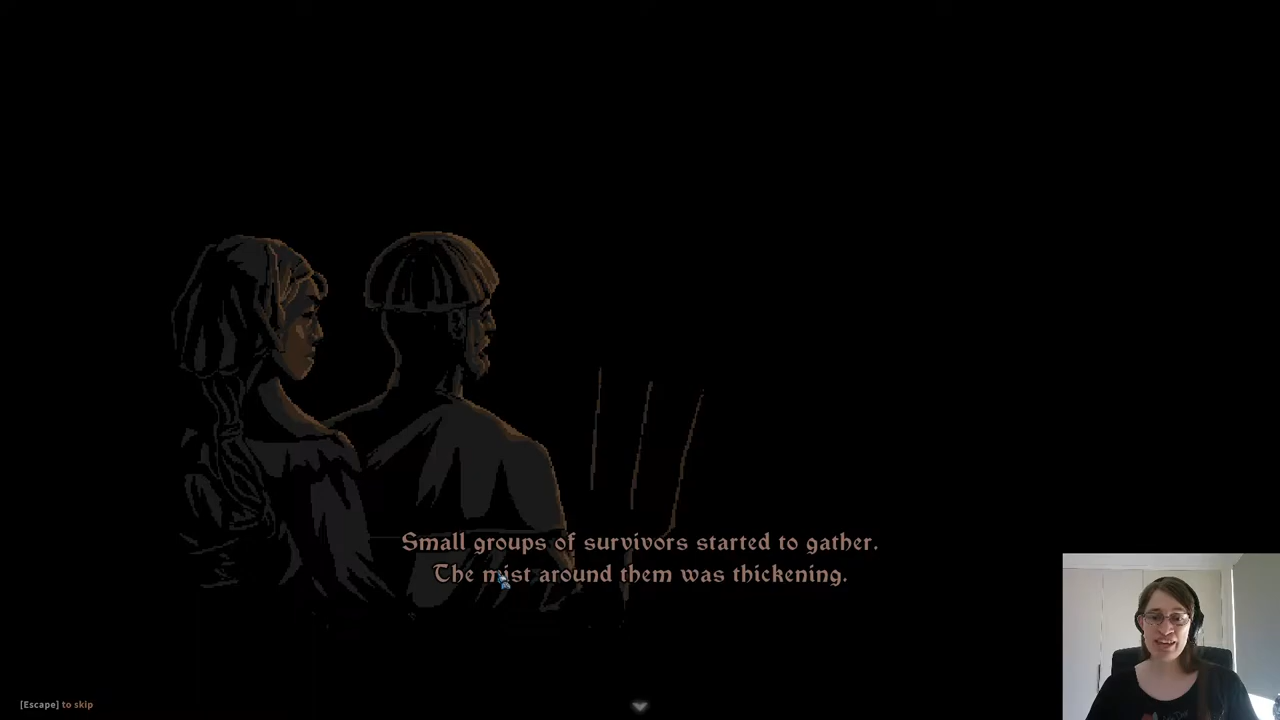 Small groups of survivors started to gather.
The mist around them was thickening.
[Escape] to skip